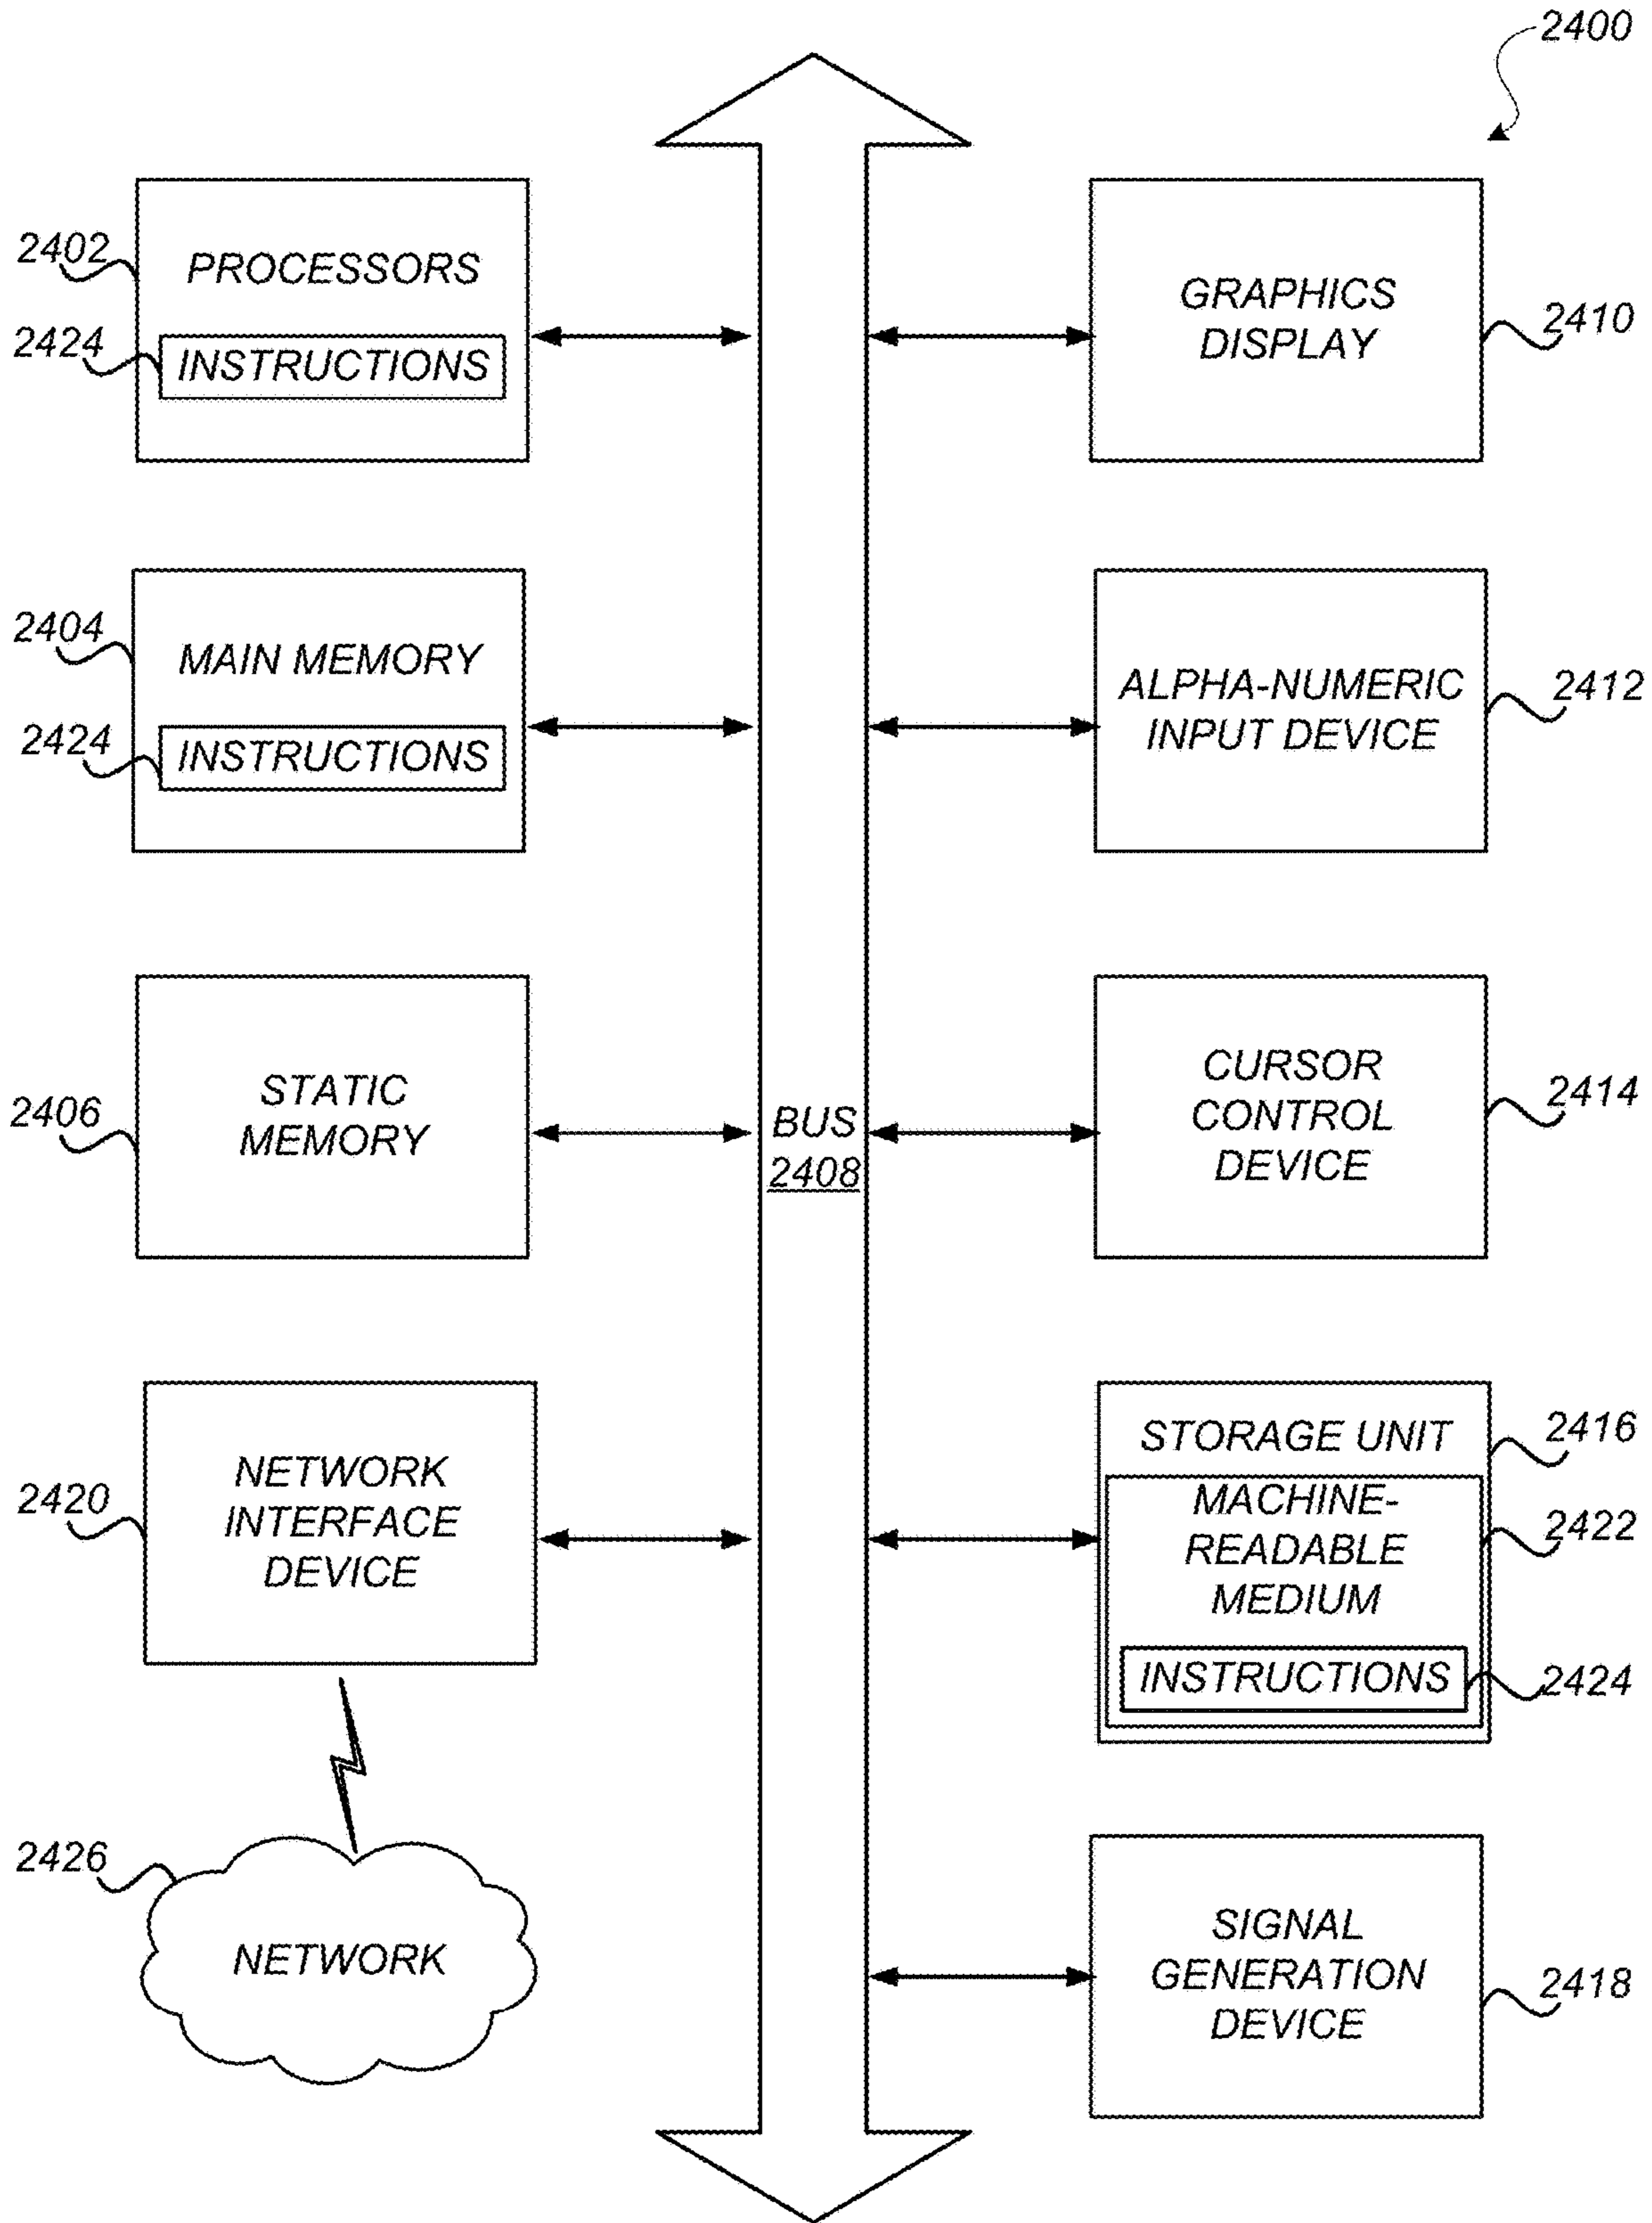 2400
2402
PROCESSORS
2424
INSTRUCTIONS
GRAPHICS
DISPLAY
2410
2404
MAIN MEMORY
2424
INSTRUCTIONS
ALPHA-NUMERIC
INPUT DEVICE
2412
2406
STATIC
MEMORY
BUS
2408
CURSOR
CONTROL
DEVICE
2414
2420
NETWORK
INTERFACE
DEVICE
STORAGE UNIT
2416
MACHINE-
READABLE
MEDIUM
2422
INSTRUCTIONS
2424
2426
NETWORK
SIGNAL
GENERATION
DEVICE
2418